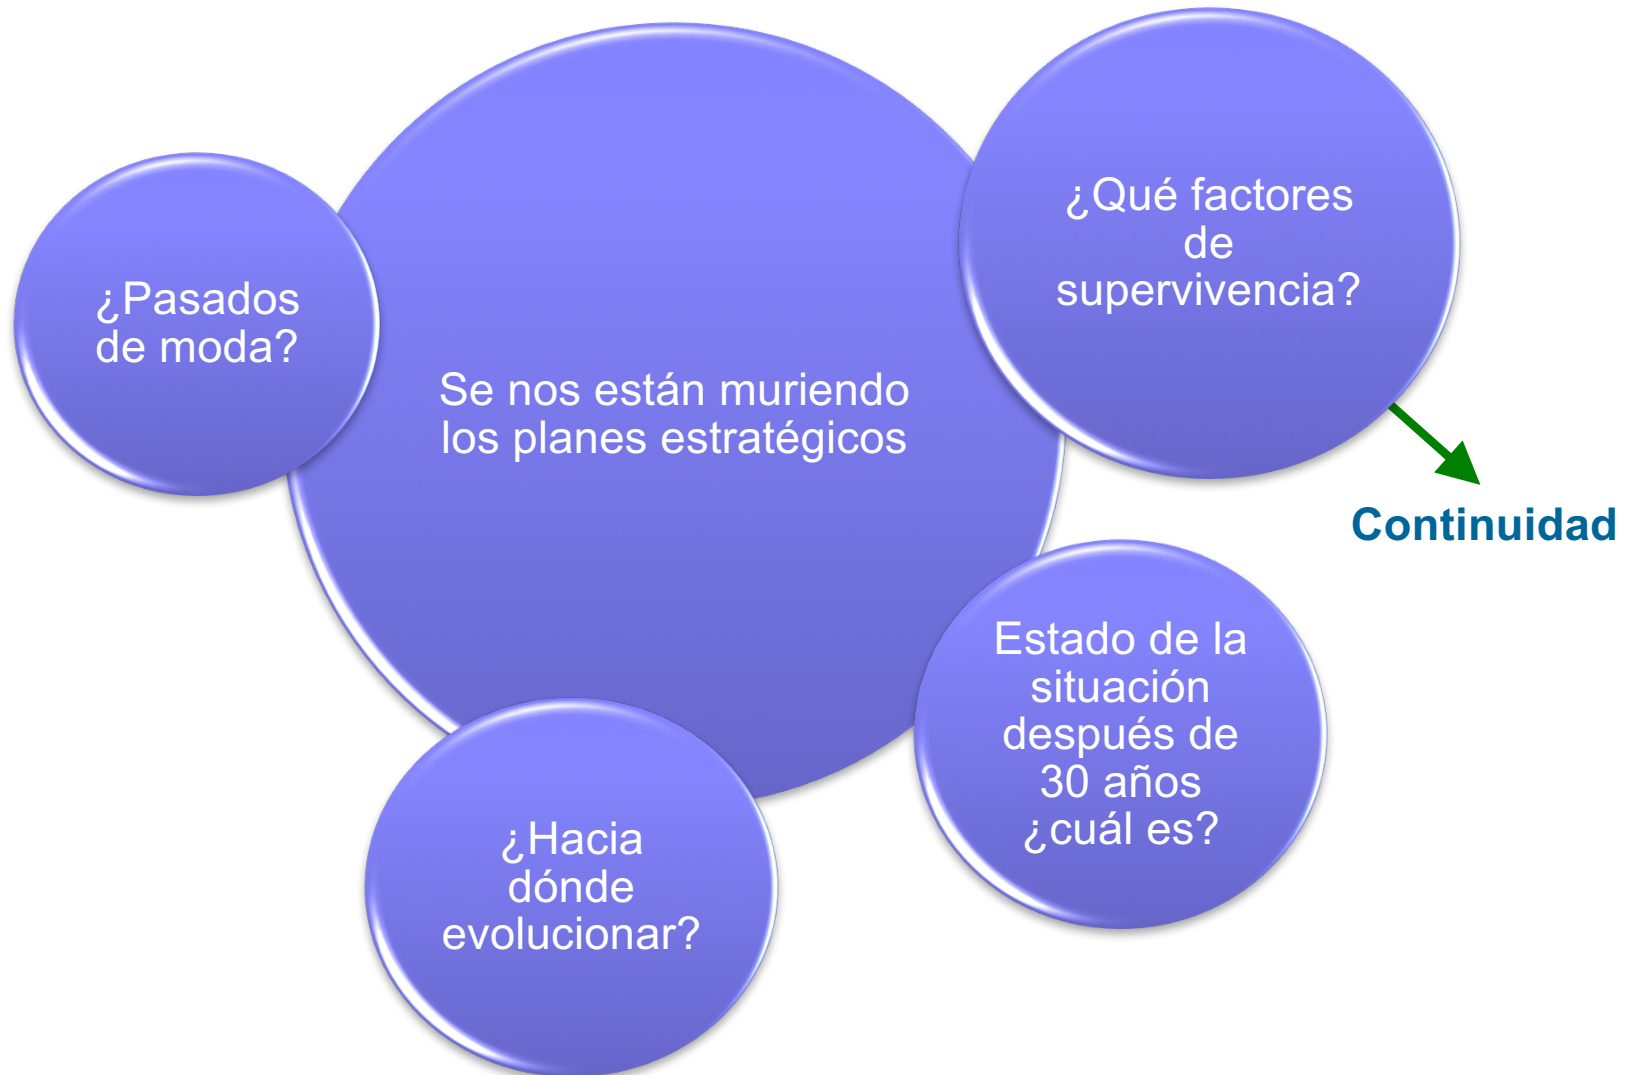 ¿Pasados
de moda?
Se nos están muriendo
los planes estratégicos
¿Qué factores
de
supervivencia?
Continuidad
Estado de la
situación
después de
30 años
¿cuál es?
¿Hacia
dónde
evolucionar?